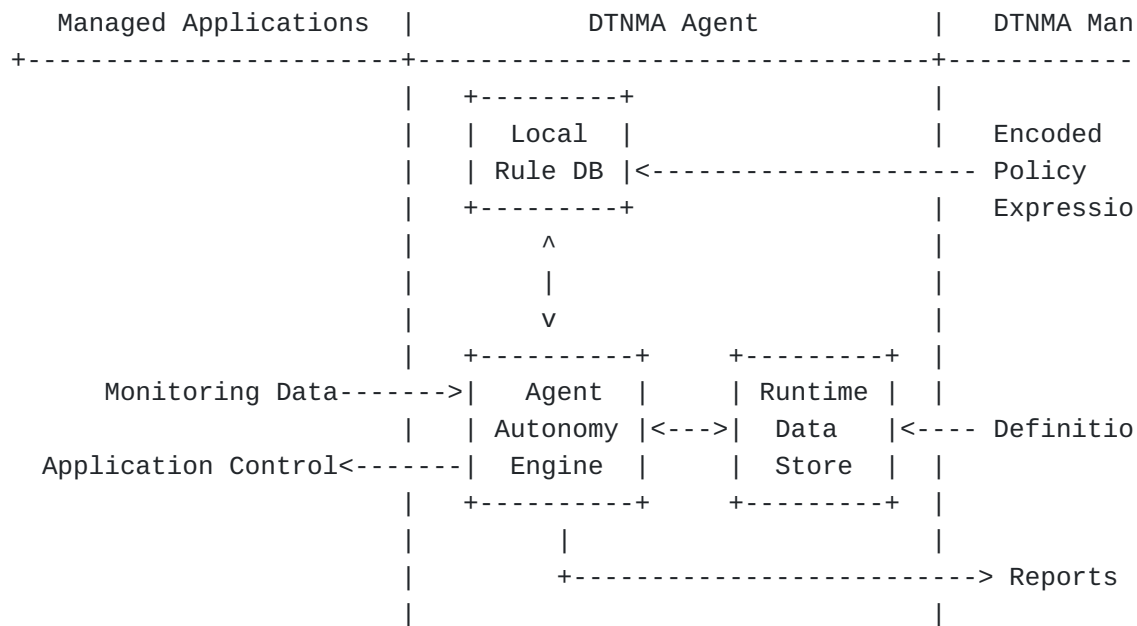 Managed Applications | DTNMA Agent | DTNMA Man
+------------------------+---------------------------------+------------
| +---------+ |
| | Local | | Encoded
| | Rule DB |<---------------------- Policy
| +---------+ | Expressio
| ^ |
| | |
| v |
| +----------+ +---------+ |
Monitoring Data------->| Agent | | Runtime | |
| | Autonomy |<--->| Data |<---- Definitio
Application Control<-------| Engine | | Store | |
| +----------+ +---------+ |
| | |
| +--------------------------> Reports
| |